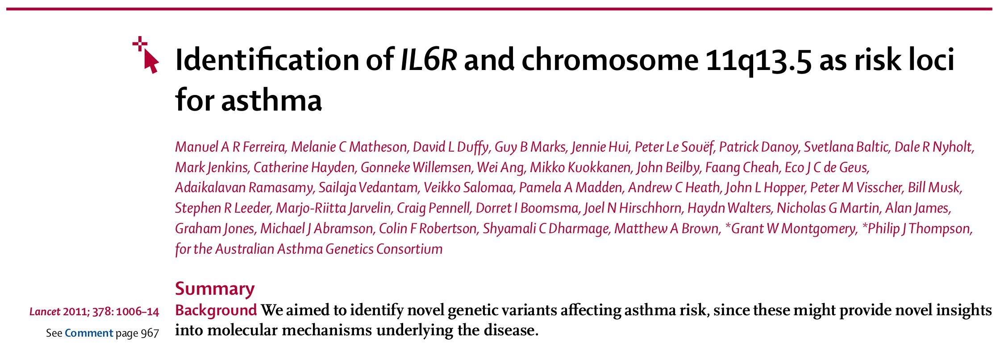 Identification of IL6R and chromosome 11q13.5 as risk loci
for asthma
Manuel A R Ferreira, Melanie C Matheson, David L Duffy, Guy B Marks, Jennie Hui, Peter Le Souëf, Patrick Danoy, Svetlana Baltic, Dale R Nyholt,
Mark Jenkins, Catherine Hayden, Gonneke Willemsen, Wei Ang, Mikko Kuokkanen, John Beilby, Faang Cheah, Eco J C de Geus,
Adaikalavan Ramasamy, Sailaja Vedantam, Veikko Salomaa, Pamela A Madden, Andrew C Heath, John L Hopper, Peter M Visscher, Bill Musk,
Stephen R Leeder, Marjo-Riitta Jarvelin, Craig Pennell, Dorret I Boomsma, Joel N Hirschhorn, Haydn Walters, Nicholas G Martin, Alan James,
Graham Jones, Michael J Abramson, Colin F Robertson, Shyamali C Dharmage, Matthew A Brown, *Grant W Montgomery, *Philip J Thompson,
for the Australian Asthma Genetics Consortium
Summary
Background We aimed to identify novel genetic variants affecting asthma risk, since these might provide novel insights
into molecular mechanisms underlying the disease.
Lancet 2011; 378: 1006–14
See Comment page 967